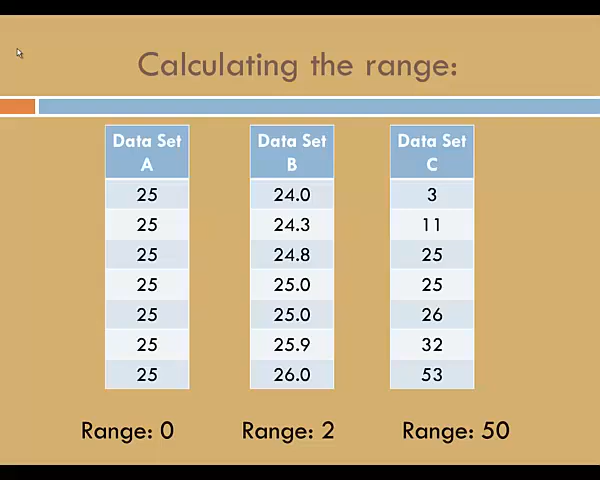 Calculating the range:
Data Set A Data Set B Data Set C
25 24.0 3
25 24.3 11
25 24.8 25
25 25.0 25
25 25.0 26
25 25.9 32
25 26.0 53
Range: 0 Range: 2 Range: 50